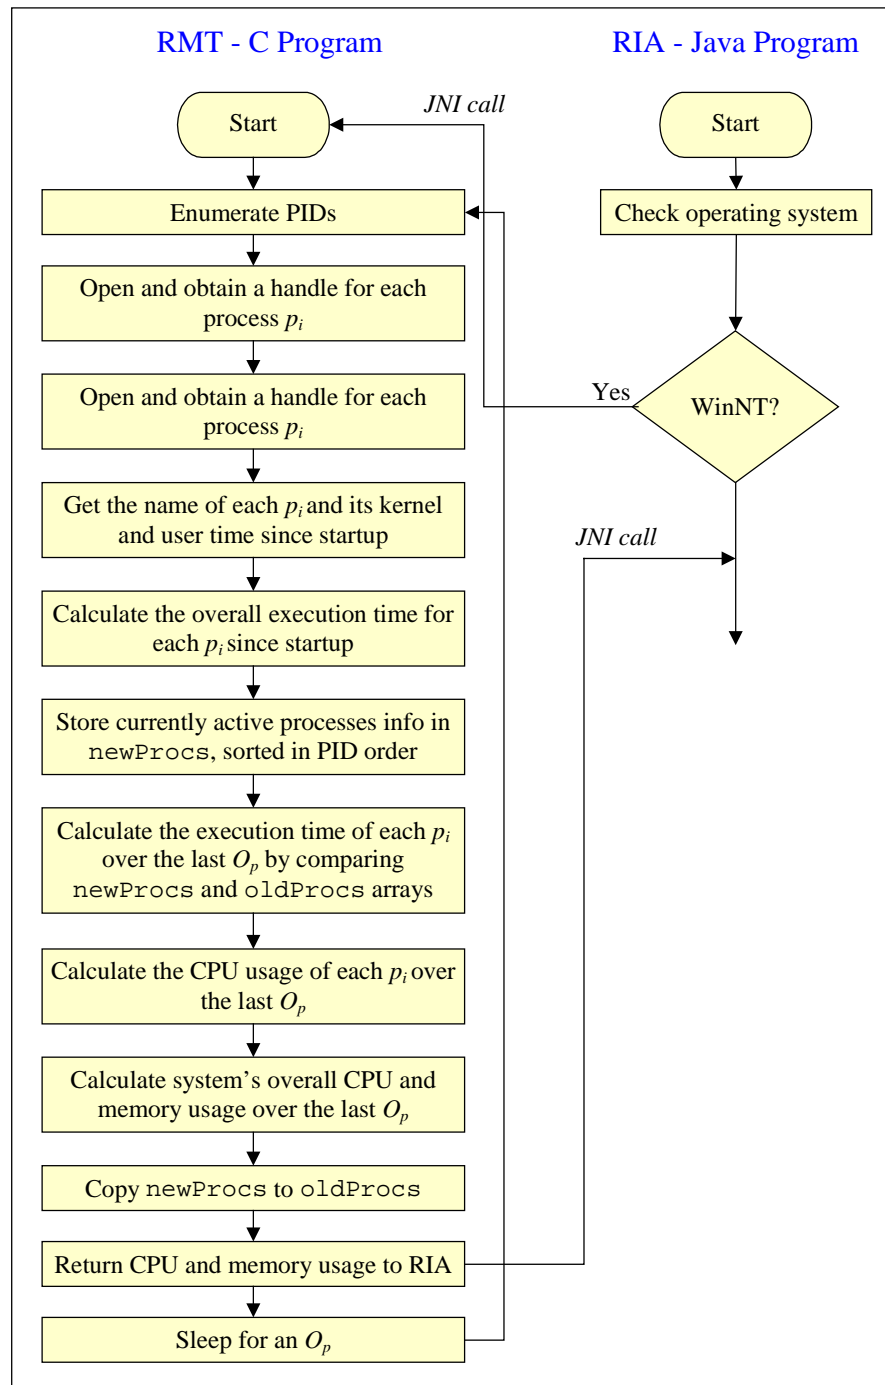 RMT - C Program
RIA - Java Program
JNI call
Start
Start
Enumerate PIDs
Check operating system
Open and obtain a handle for each
process pi
Yes
WinNT?
Open and obtain a handle for each
process pi
Get the name of each pi and its kernel
and user time since startup
JNI call
Calculate the overall execution time for
each pi since startup
Store currently active processes info in
newProcs, sorted in PID order
Calculate the execution time of each pi
over the last Op by comparing
newProcs and oldProcs arrays
Calculate the CPU usage of each pi over
the last Op
Calculate system's overall CPU and
memory usage over the last Op
Copy newProcs to oldProcs
Return CPU and memory usage to RIA
Sleep for an Op